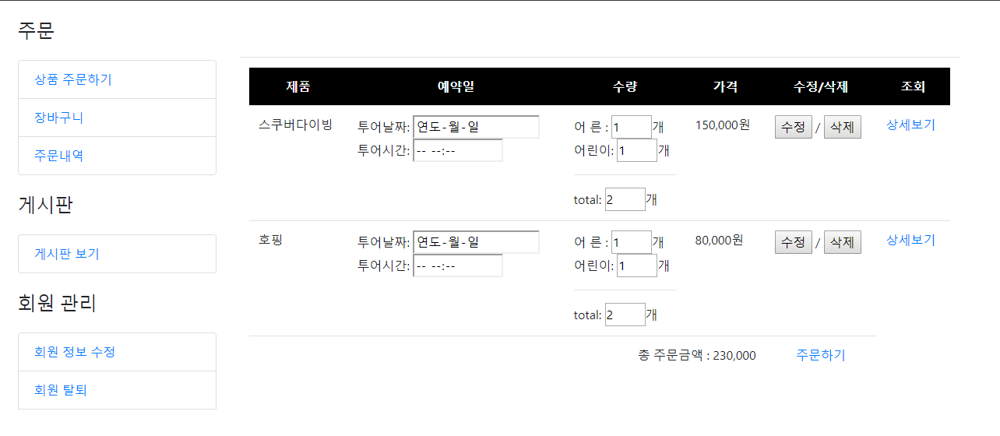 주문
상품 주문하기
장바구니
주문내역
게시판
게시판 보기
회원 관리
회원 정보 수정
회원 탈퇴
제품 예약일 수량 가격 수정/삭제 조회
스쿠버다이빙 투어날짜: 연도-월-일 어 른 : 1 개 150,000원 수정 / 삭제 상세보기
투어시간: -- --:-- 어린이: 1 개
total: 2 개
호핑 투어날짜: 연도-월-일 어 른 : 1 개 80,000원 수정 / 삭제 상세보기
투어시간: -- --:-- 어린이: 1 개
total: 2 개
총 주문금액 : 230,000 주문하기